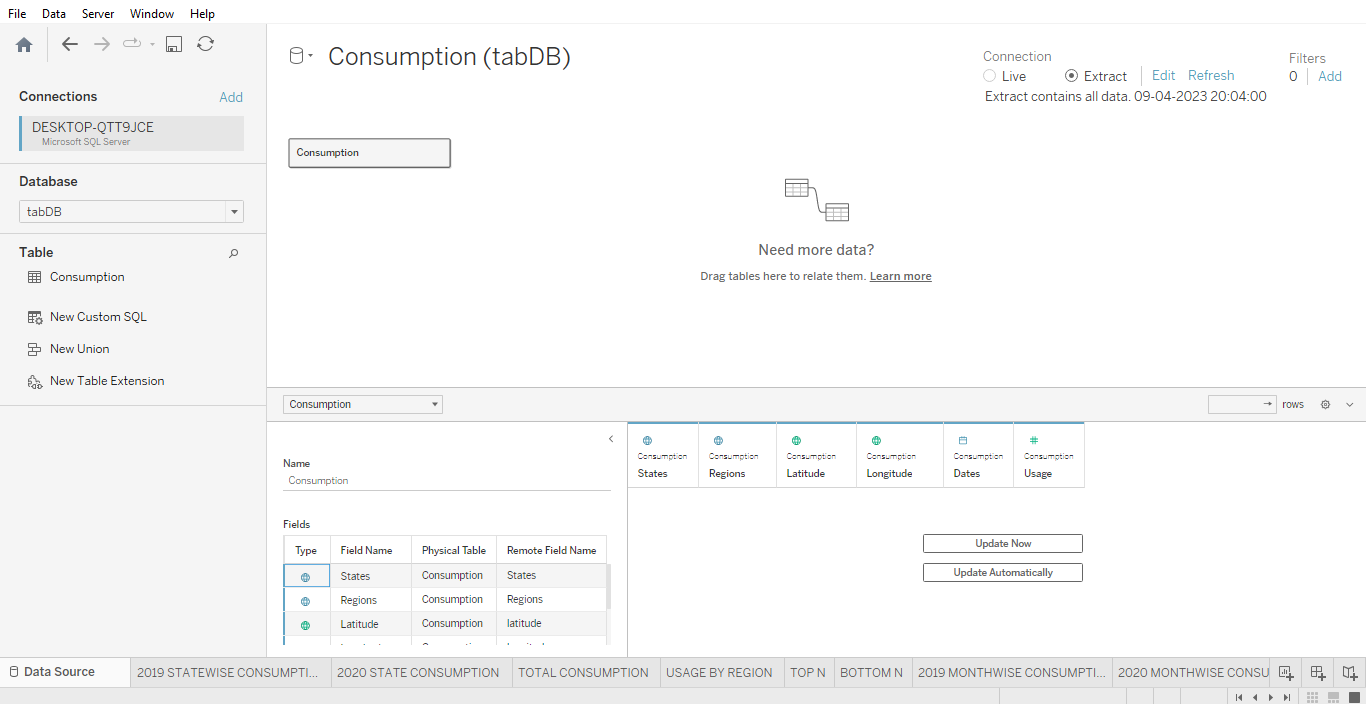 File Data Server Window Help
Consumption (tabDB)
Connection
Live Extract Edit Refresh
Extract contains all data. 09-04-2023 20:04:00
Filters
0 Add
Connections Add
DESKTOP-QTT9JCE
Microsoft SQL Server
Database
tabDB
Table
Consumption
New Custom SQL
New Union
New Table Extension
Consumption
Need more data?
Drag tables here to relate them. Learn more
Consumption
rows
Name
Consumption
Fields
Type Field Name Physical Table Remote Field Name
States Consumption States
Regions Consumption Regions
Latitude Consumption latitude
Consumption Consumption Consumption Consumption Consumption Consumption
States Regions Latitude Longitude Dates Usage
Update Now
Update Automatically
Data Source 2019 STATEWISE CONSUMPTI... 2020 STATE CONSUMPTION TOTAL CONSUMPTION USAGE BY REGION TOP N BOTTOM N 2019 MONTHWISE CONSUMPTI... 2020 MONTHWISE CONSU